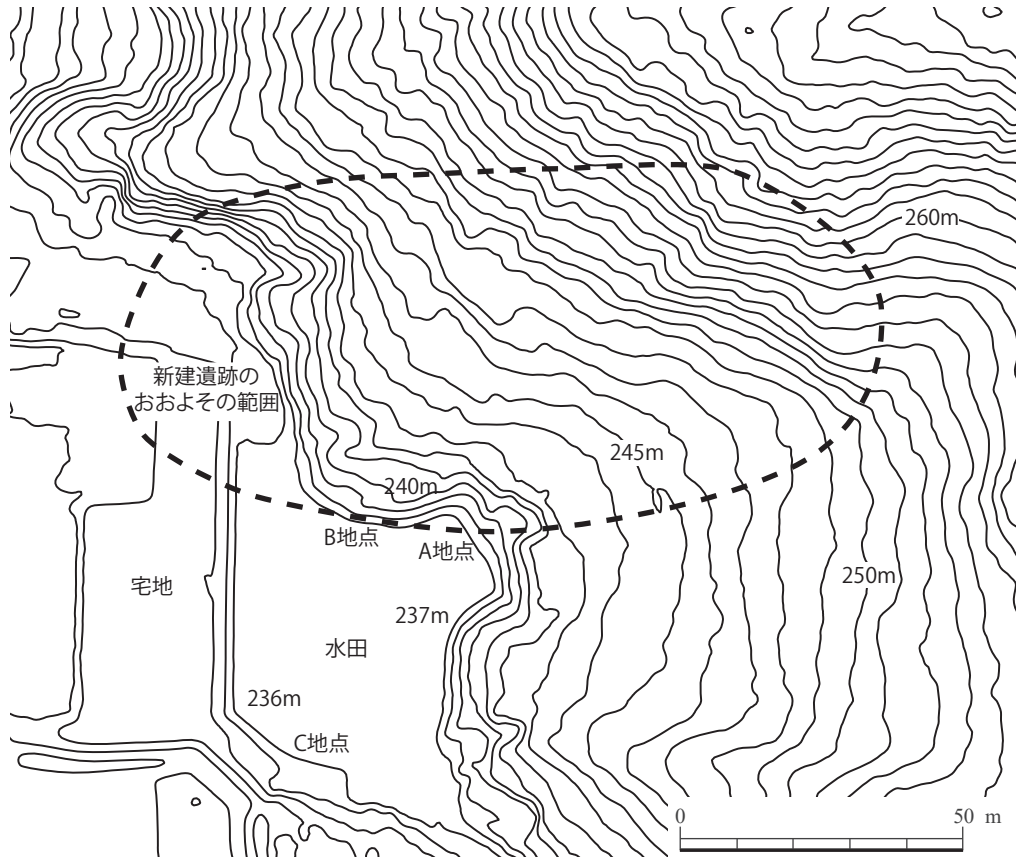 260m
新建遺跡の
おおよその範囲
245m
240m
B地点
A地点
250m
宅地
237m
水田
236m
C地点
0 50 m